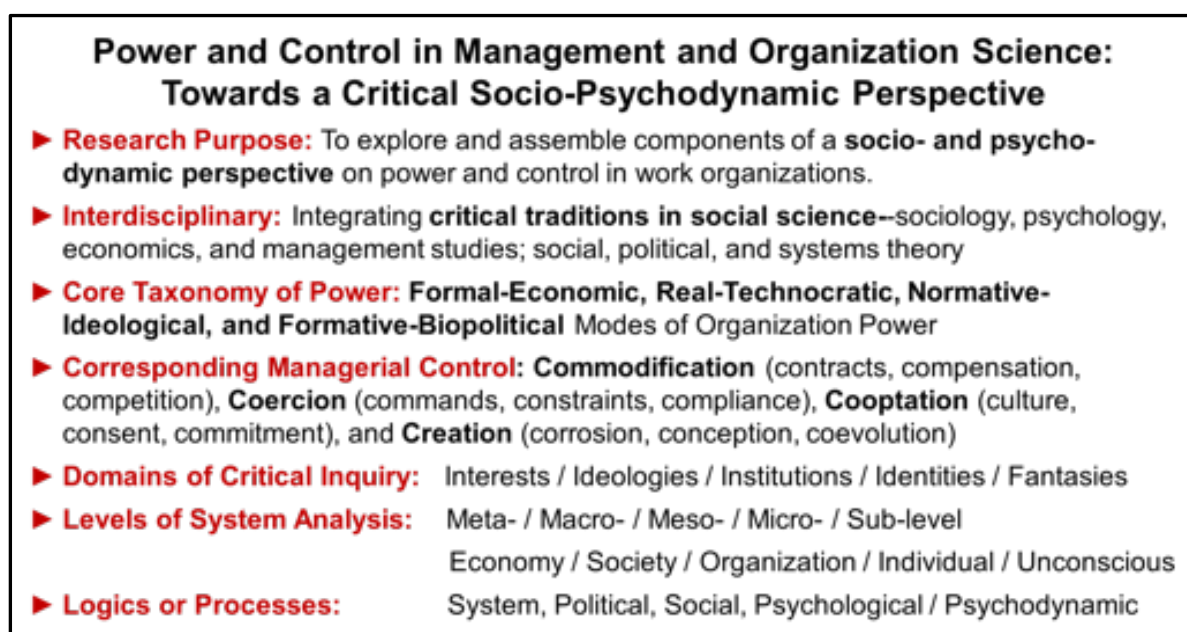 Power and Control in Management and Organization Science:
Towards a Critical Socio-Psychodynamic Perspective
► Research Purpose: To explore and assemble components of a socio- and psycho-
dynamic perspective on power and control in work organizations.
► Interdisciplinary: Integrating critical traditions in social science--sociology, psychology,
economics, and management studies; social, political, and systems theory
► Core Taxonomy of Power: Formal-Economic, Real-Technocratic, Normative-
Ideological, and Formative-Biopolitical Modes of Organization Power
► Corresponding Managerial Control: Commodification (contracts, compensation,
competition), Coercion (commands, constraints, compliance), Cooptation (culture,
consent, commitment), and Creation (corrosion, conception, coevolution)
► Domains of Critical Inquiry: Interests / Ideologies / Institutions / Identities / Fantasies
► Levels of System Analysis: Meta- / Macro- / Meso- / Micro- / Sub-level
Economy / Society / Organization / Individual / Unconscious
► Logics or Processes: System, Political, Social, Psychological / Psychodynamic